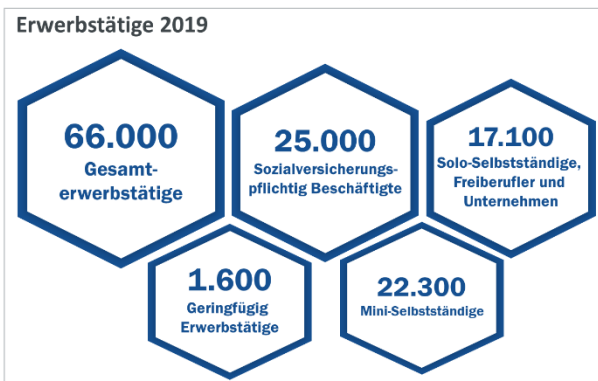 Erwerbstätige 2019
66.000
Gesamt-
erwerbstätige
25.000
Sozialversicherungs-
pflichtig Beschäftigte
17.100
Solo-Selbstständige,
Freiberufler und
Unternehmen
1.600
Geringfügig
Erwerbstätige
22.300
Mini-Selbstständige